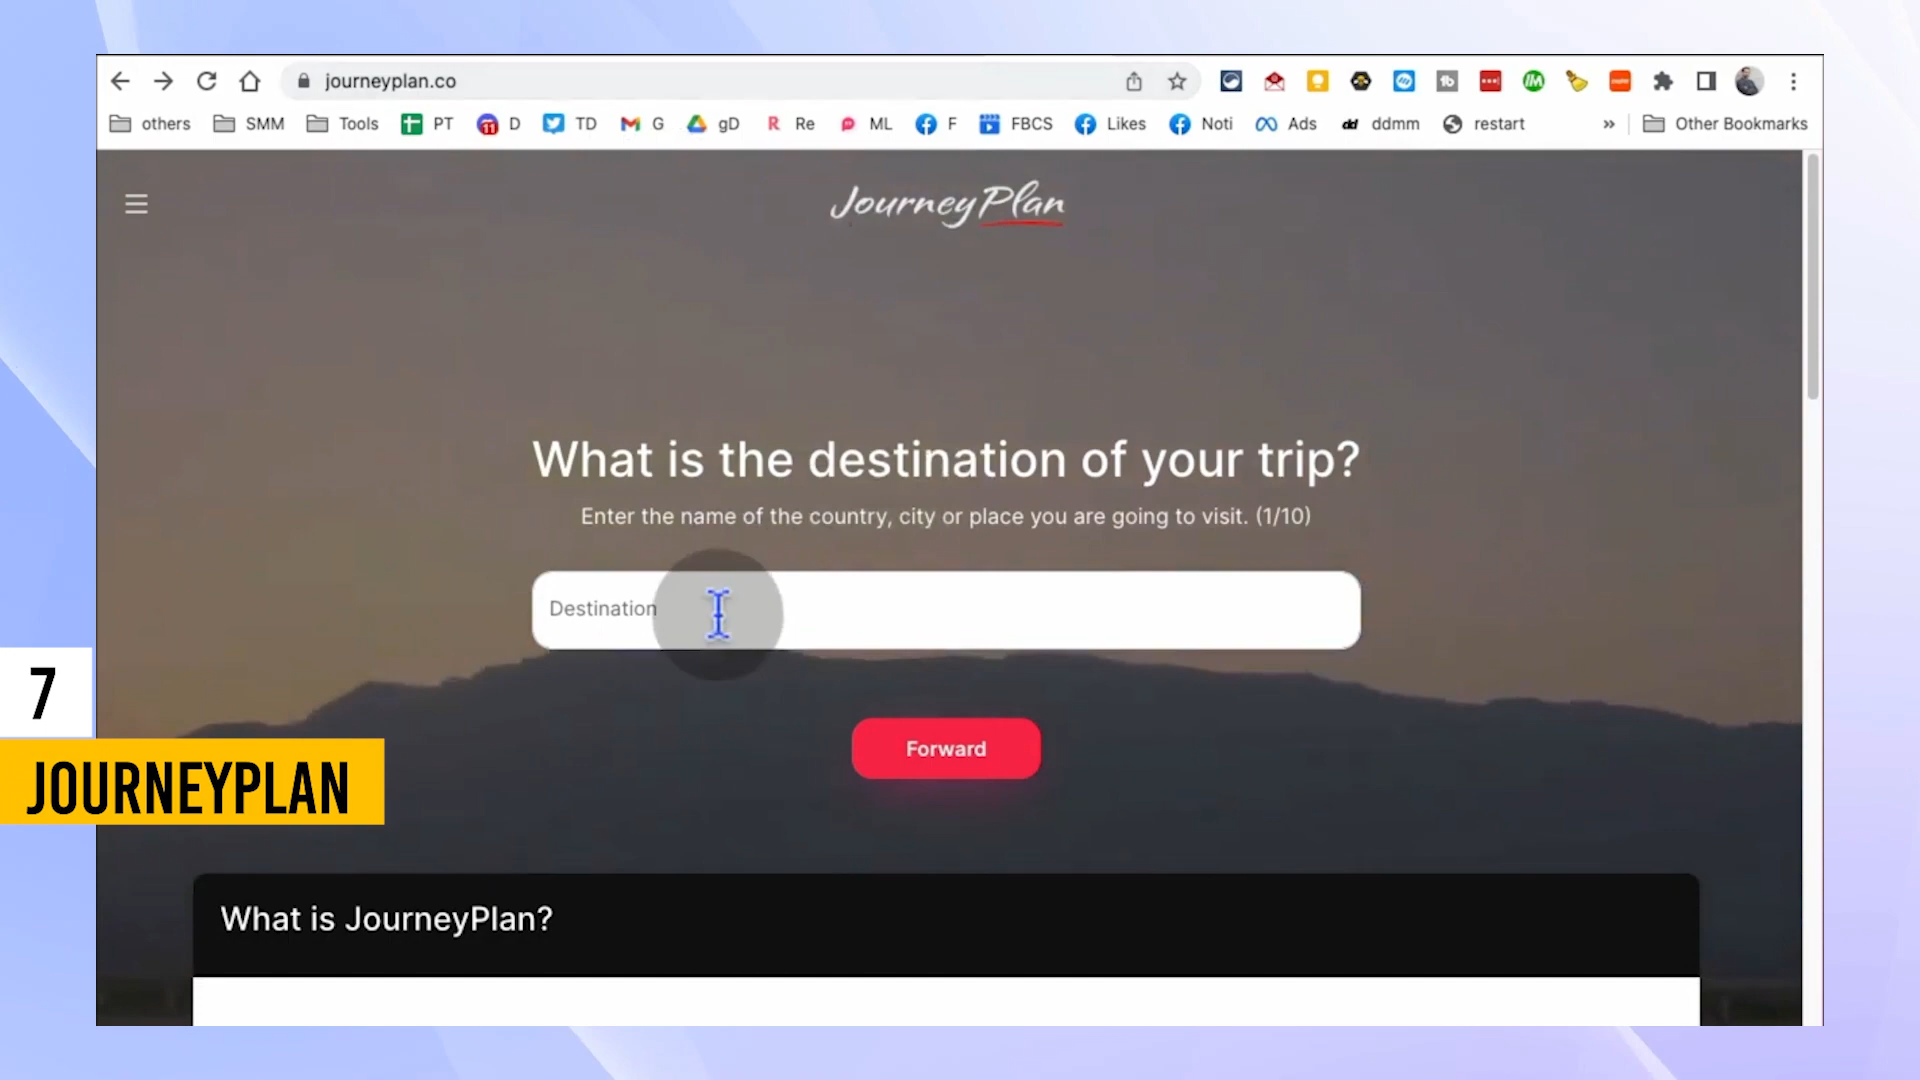 journeyplan.co
others SMM Tools PT D TD G gD Re ML F FBCS Likes Noti Ads ddmm restart » Other Bookmarks
JourneyPlan
What is the destination of your trip?
Enter the name of the country, city or place you are going to visit. (1/10)
Destination
Forward
7
JOURNEYPLAN
What is JourneyPlan?